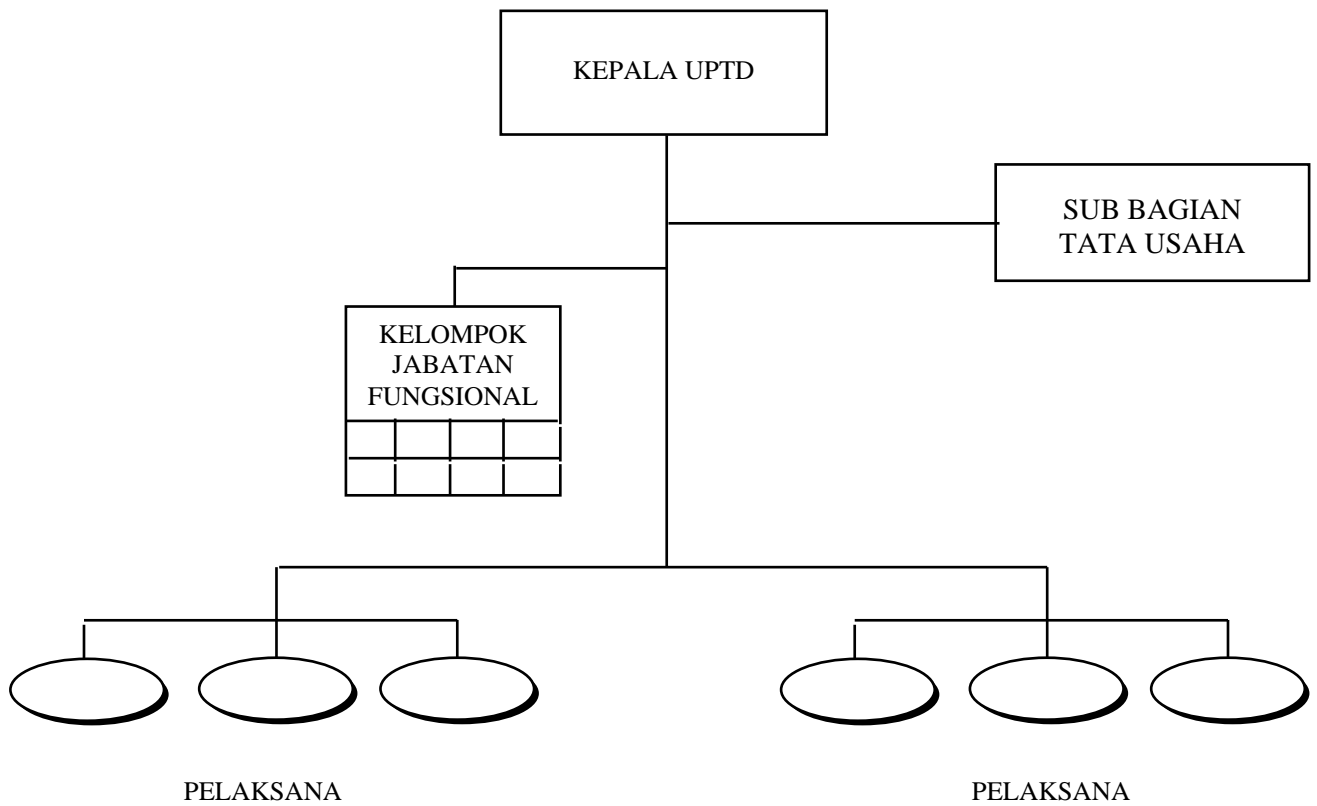 KEPALA UPTD
SUB BAGIAN
TATA USAHA
KELOMPOK
JABATAN
FUNGSIONAL
PELAKSANA
PELAKSANA